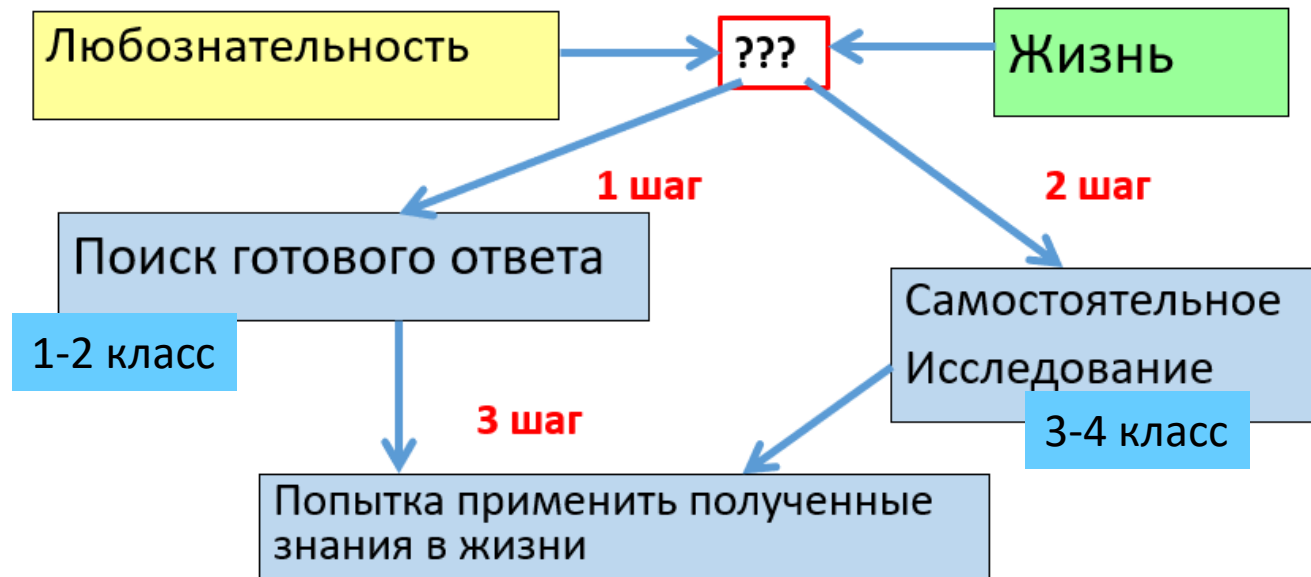 Любознательность
???
Жизнь
1 шаг
2 шаг
Поиск готового ответа
1-2 класс
Самостоятельное
Исследование
3-4 класс
3 шаг
Попытка применить полученные
знания в жизни